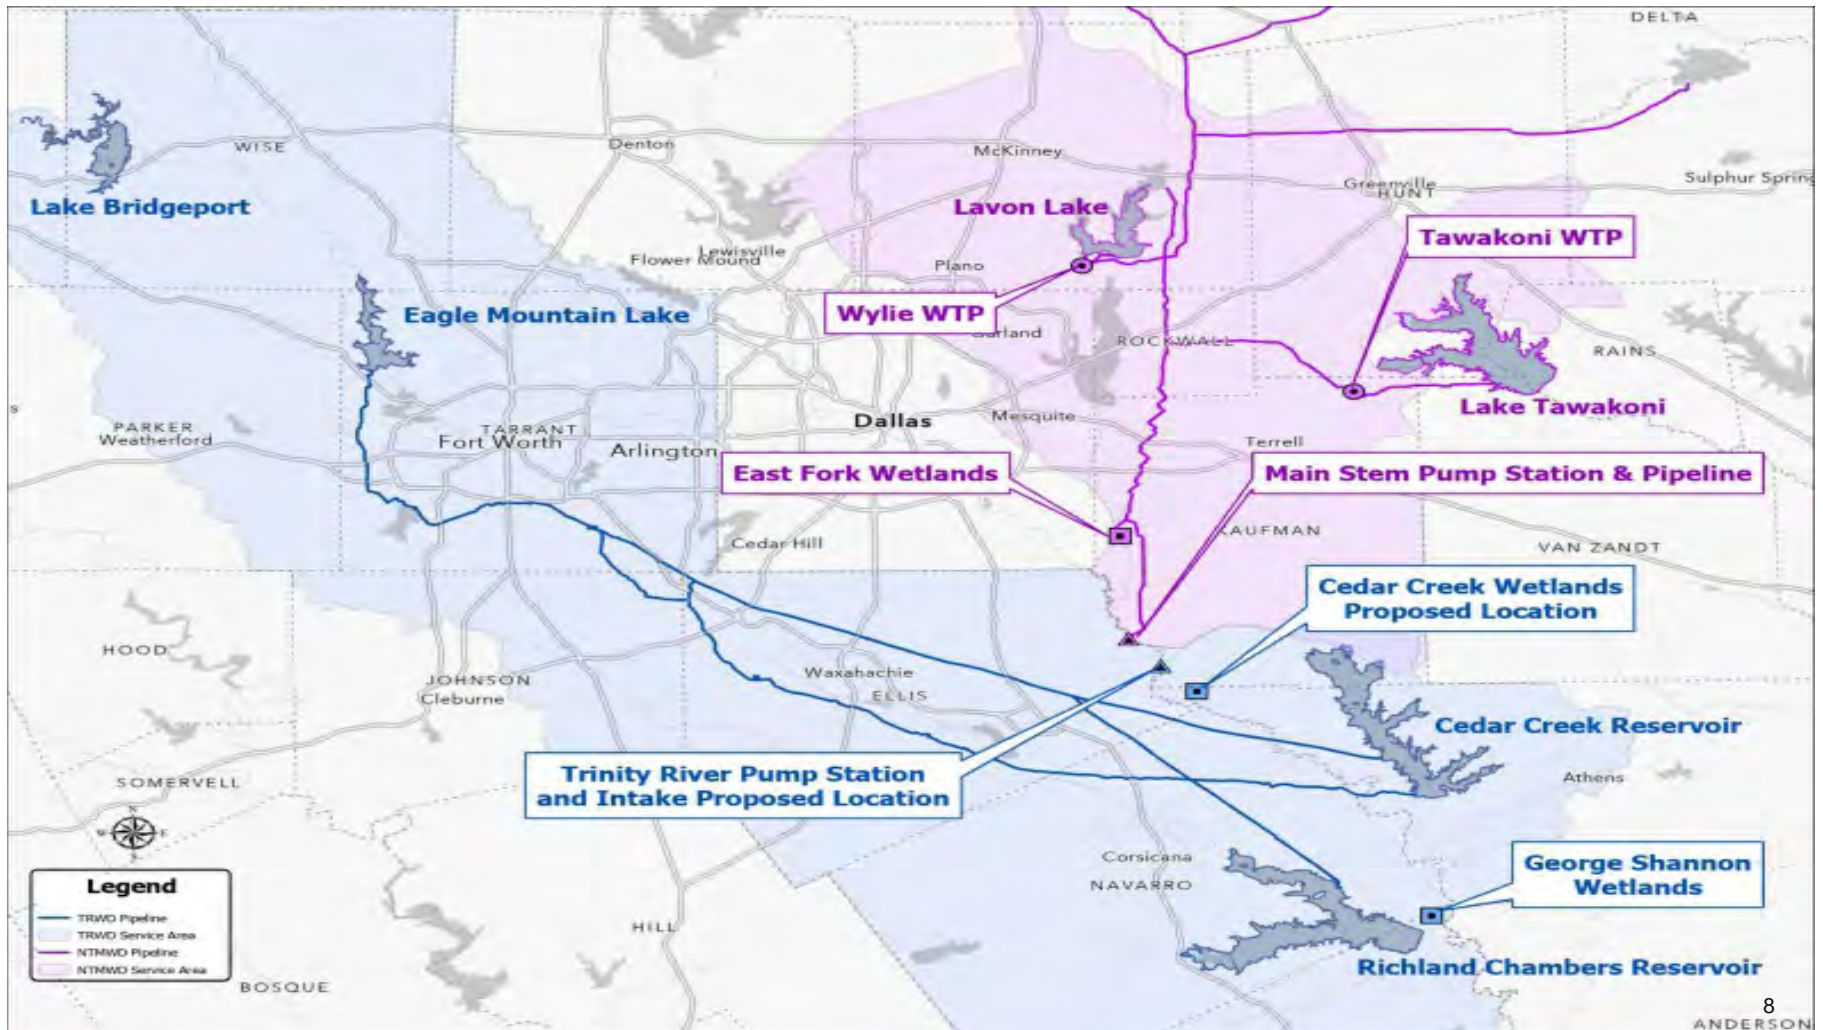 DELTA
WISE
Denton
McKinney
Greenville
HUNT
Sulphur Spring
Lake Bridgeport
Lavon Lake
Tawakoni WTP
Lewisville
Flower Mound
Plano
Eagle Mountain Lake
Wylie WTP
ROCKWALL
RAINS
Dallas
Mesquite
Lake Tawakoni
PARKER
Weatherford
TARRANT
Fort Worth
Arlington
Terrell
East Fork Wetlands
Main Stem Pump Station & Pipeline
Cedar Hill
KAUFMAN
VAN ZANDT
Cedar Creek Wetlands
Proposed Location
HOOD
JOHNSON
Cleburne
Waxahachie
ELLIS
Cedar Creek Reservoir
Trinity River Pump Station
and Intake Proposed Location
Athens
SOMERVELL
N
W
E
S
Corsicana
NAVARRO
George Shannon
Wetlands
Legend
TRWD Pipeline
TRWD Service Area
NTMWD Pipeline
NTMWD Service Area
HILL
Richland Chambers Reservoir
BOSQUE
8
ANDERSON